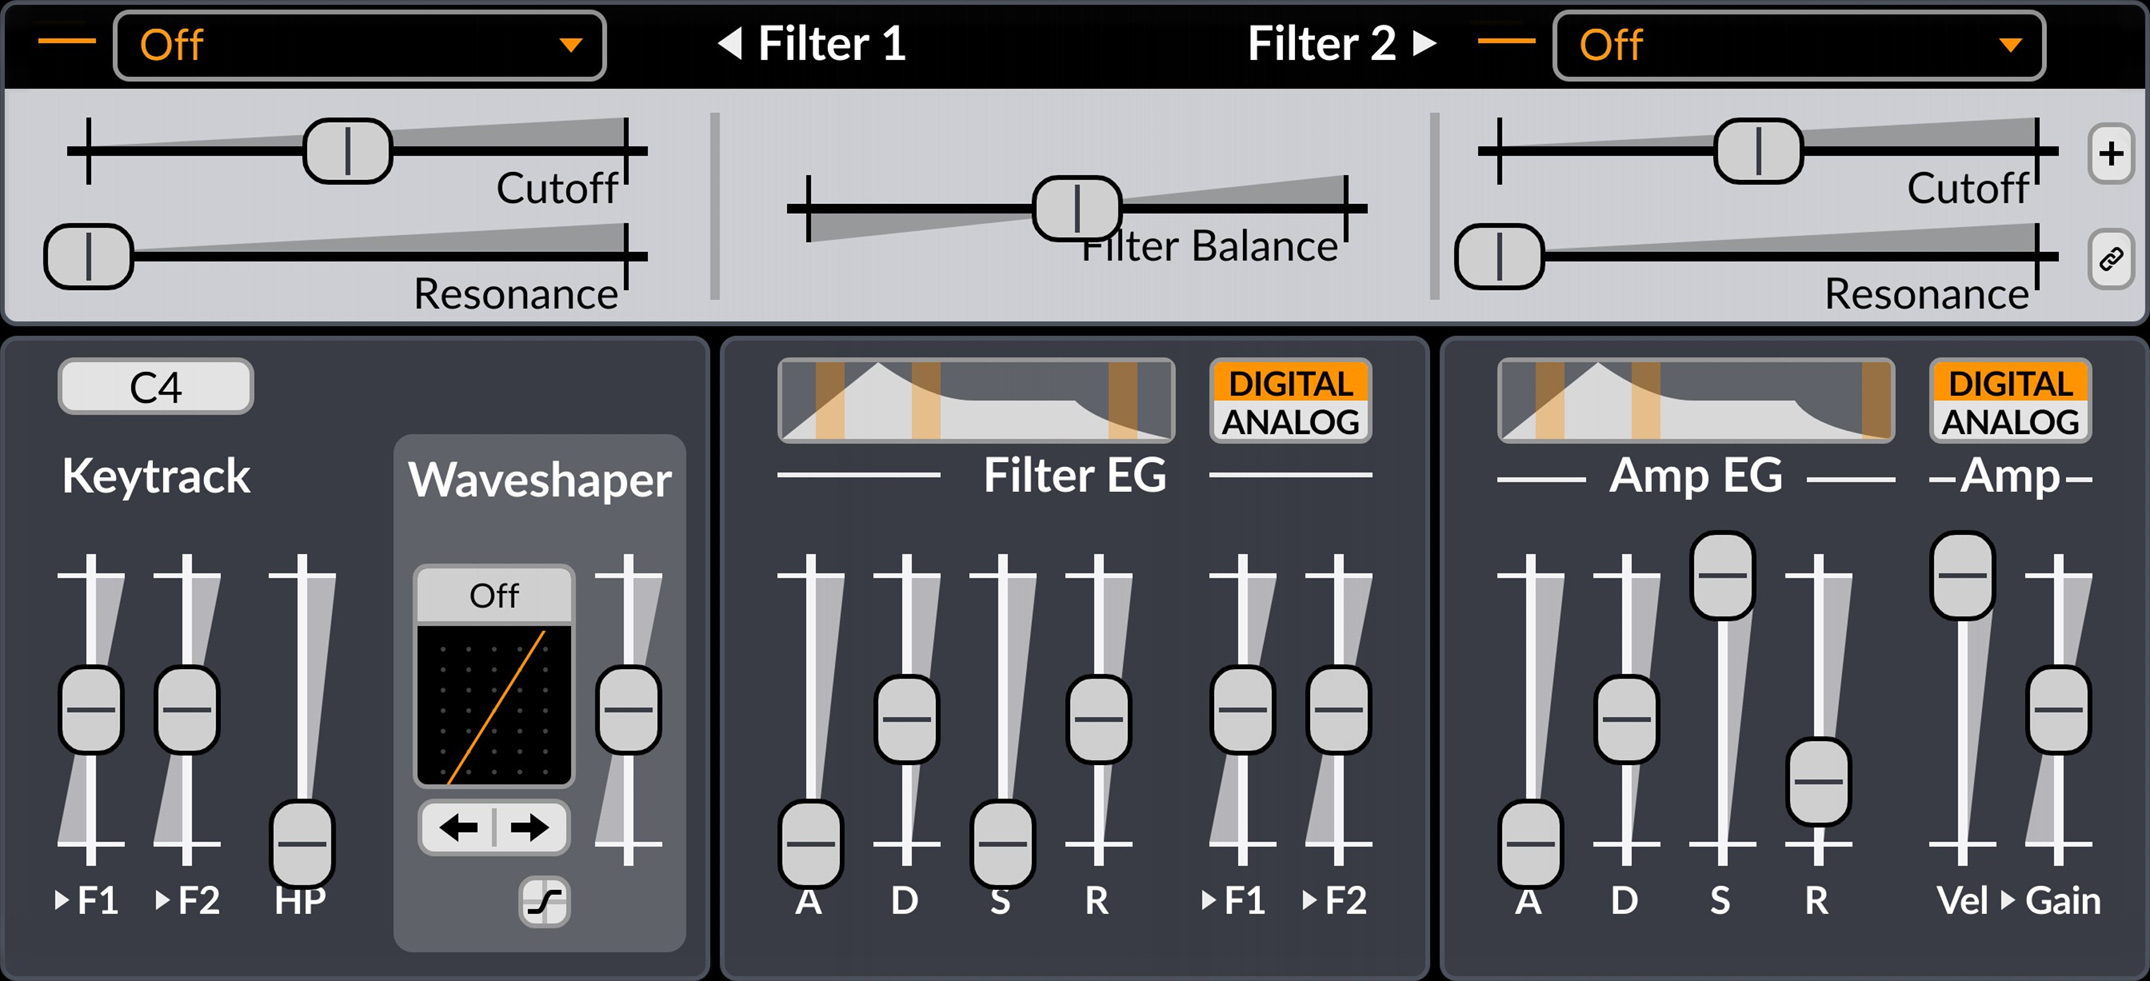 Off
Filter 1
Filter 2
Off
Cutoff
Resonance
Filter Balance
Cutoff
Resonance
C4
Keytrack
F1
F2
HP
Waveshaper
Off
DIGITAL
ANALOG
Filter EG
A
D
S
R
F1
F2
DIGITAL
ANALOG
Amp EG
Amp
A
D
S
R
Vel
Gain